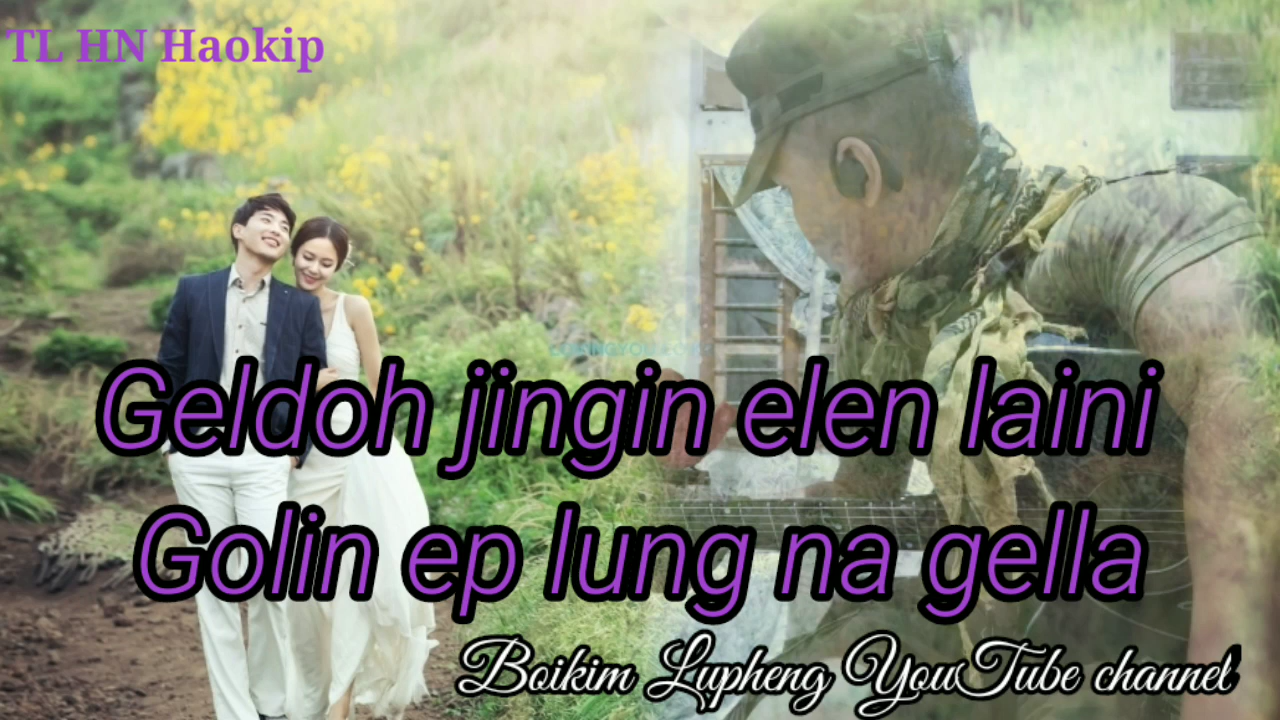 TL HN Haokip
Geldoh jingin elen laini
Golin ep lung na gella
Boikim Lupheng YouTube channel